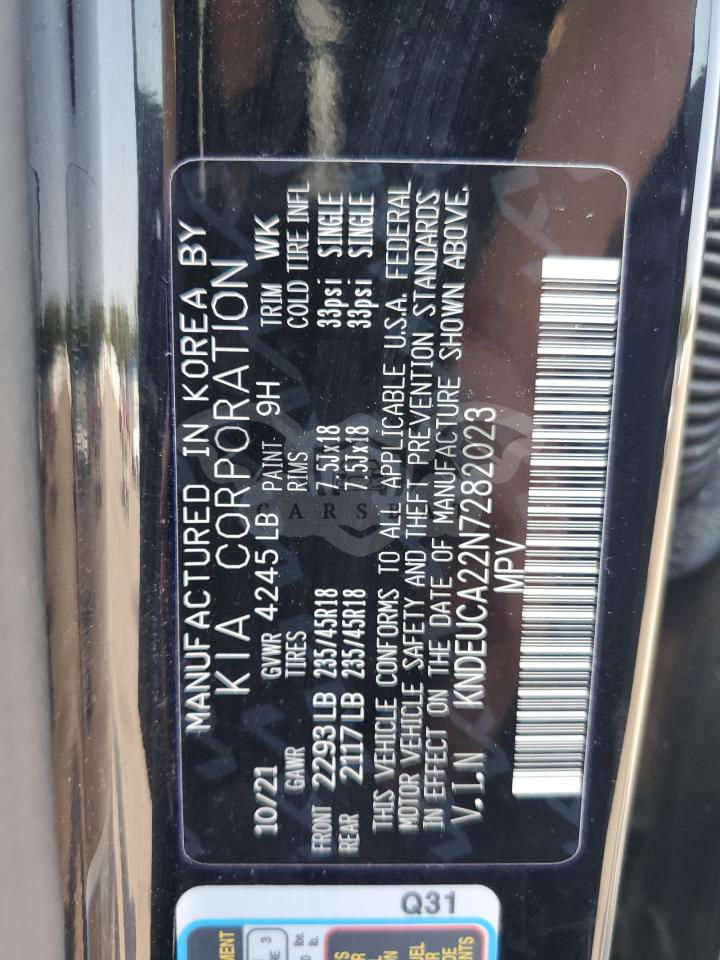 MANUFACTURED IN KOREA BY
KIA CORPORATION
10/21 GVWR 4245 LB PAINT 9H TRIM WK
GAWR TIRES RIMS COLD TIRE INFL
FRONT 2293 LB 235/45R18 7.5Jx18 33psi SINGLE
REAR 2117 LB 235/45R18 7.5Jx18 33psi SINGLE
THIS VEHICLE CONFORMS TO ALL APPLICABLE U.S.A. FEDERAL
MOTOR VEHICLE SAFETY AND THEFT PREVENTION STANDARDS
IN EFFECT ON THE DATE OF MANUFACTURE SHOWN ABOVE.
V.I.N KNDEUCA22N7282023
MPV
Q31